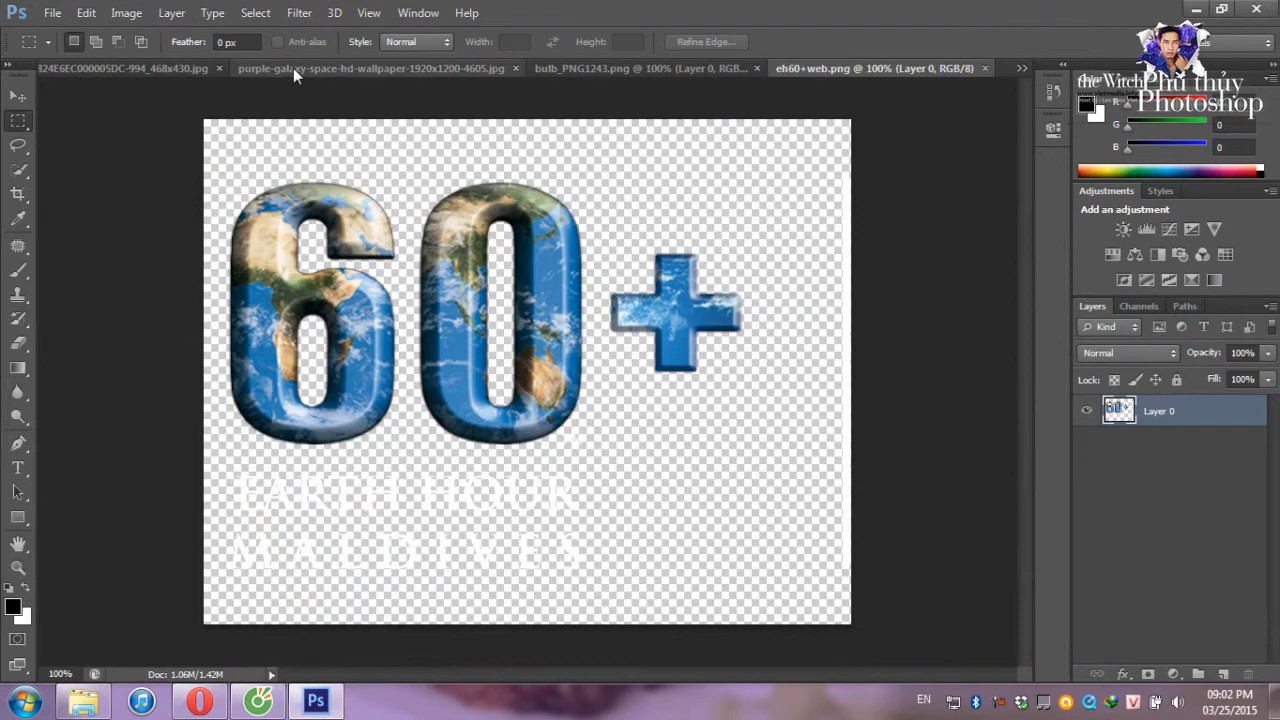 Ps File Edit Image Layer Type Select Filter 3D View Window Help
Feather: 0 px Anti-alias Style: Normal Width: Height: Refine Edge...
324E6EC000005DC-994_468x430.jpg × purple-galaxy-space-hd-wallpaper-1920x1200-4605.jpg × bulb_PNG1243.png @ 100% (Layer 0, RGB... × eh60+web.png @ 100% (Layer 0, RGB/8) ×
the Witch Phù thủy
Photoshop
G 0
B 0
Adjustments Styles
Add an adjustment
Layers Channels Paths
Kind
Normal Opacity: 100%
Lock: Fill: 100%
Layer 0
60+
EARTH HOUR
MALDIVES
100% Doc: 1.06M/1.42M
Ps EN V 09:02 PM
03/25/2015